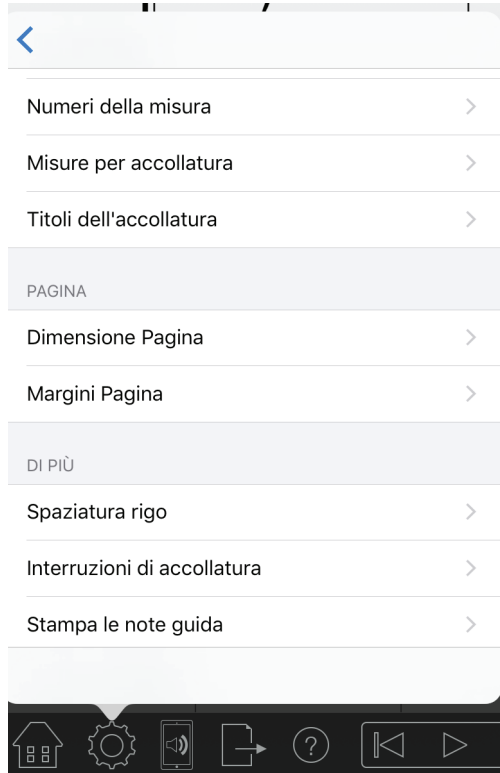 Numeri della misura
Misure per accollatura
Titoli dell'accollatura
PAGINA
Dimensione Pagina
Margini Pagina
DI PIÙ
Spaziatura rigo
Interruzioni di accollatura
Stampa le note guida
?